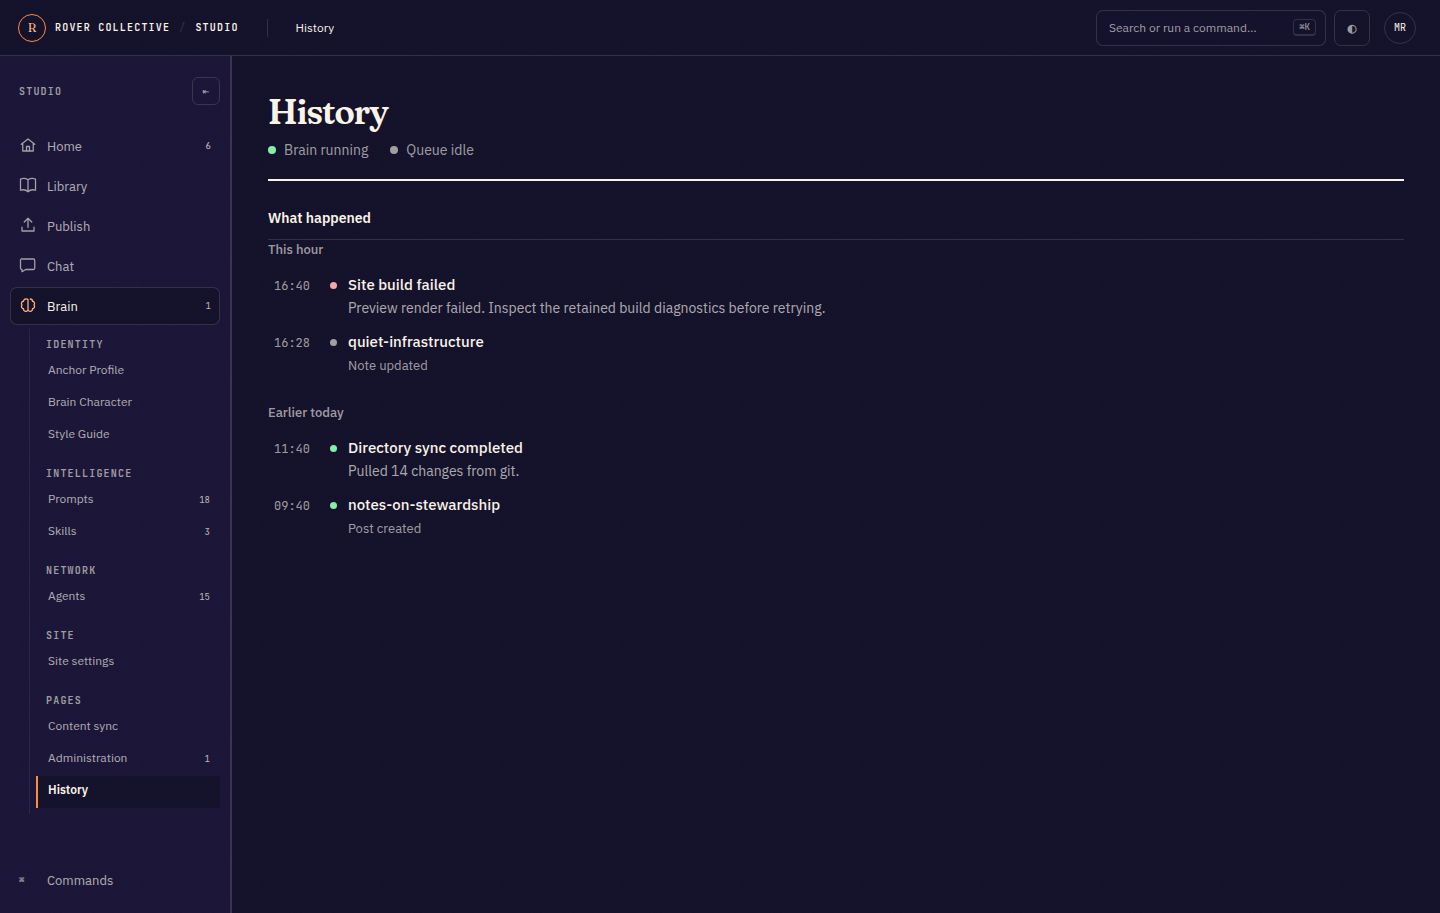 R ROVER COLLECTIVE / STUDIO History Search or run a command... ⌘K MR
STUDIO
Home 6
Library
Publish
Chat
Brain 1
IDENTITY
Anchor Profile
Brain Character
Style Guide
INTELLIGENCE
Prompts 18
Skills 3
NETWORK
Agents 15
SITE
Site settings
PAGES
Content sync
Administration 1
History
⌘ Commands
History
Brain running Queue idle
What happened
This hour
16:40 Site build failed
Preview render failed. Inspect the retained build diagnostics before retrying.
16:28 quiet-infrastructure
Note updated
Earlier today
11:40 Directory sync completed
Pulled 14 changes from git.
09:40 notes-on-stewardship
Post created